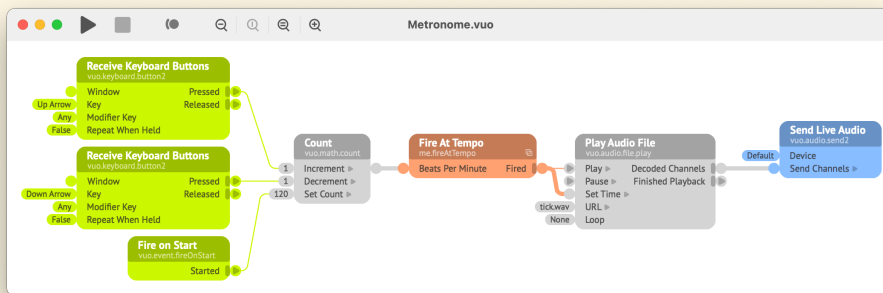 Metronome.vuo
Receive Keyboard Buttons
vuo.keyboard.button2
Window Pressed
Up Arrow Key Released
Any Modifier Key
False Repeat When Held
Receive Keyboard Buttons
vuo.keyboard.button2
Window Pressed
Down Arrow Key Released
Any Modifier Key
False Repeat When Held
Fire on Start
vuo.event.fireOnStart
Started
Count
vuo.math.count
1 Increment
1 Decrement
120 Set Count
Fire At Tempo
me.fireAtTempo
Beats Per Minute Fired
Play Audio File
vuo.audio.file.play
Play Decoded Channels
Pause Finished Playback
Set Time
tick.wav URL
None Loop
Send Live Audio
vuo.audio.send2
Default Device
Send Channels